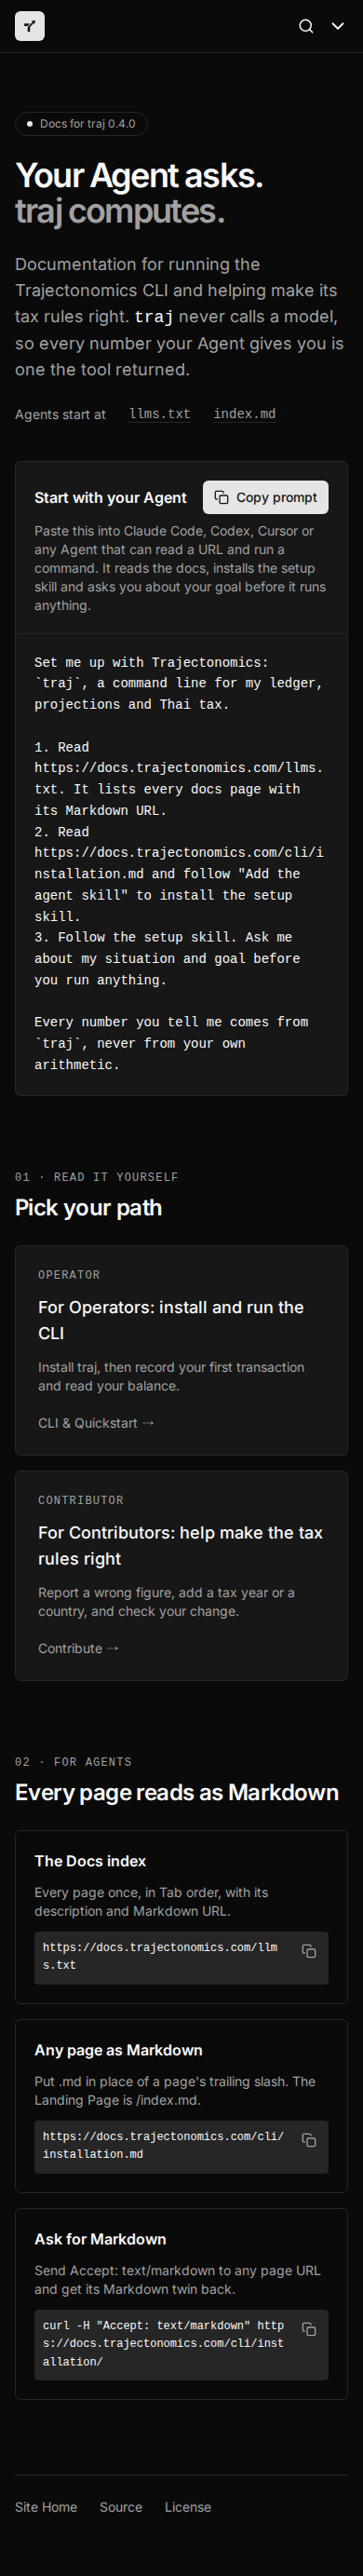 Docs for traj 0.4.0
Your Agent asks.
traj computes.
Documentation for running the
Trajectonomics CLI and helping make its
tax rules right. traj never calls a model,
so every number your Agent gives you is
one the tool returned.
Agents start at llms.txt index.md
Start with your Agent
Copy prompt
Paste this into Claude Code, Codex, Cursor or
any Agent that can read a URL and run a
command. It reads the docs, installs the setup
skill and asks you about your goal before it runs
anything.
Set me up with Trajectonomics:
`traj`, a command line for my ledger,
projections and Thai tax.
1. Read
https://docs.trajectonomics.com/llms.
txt. It lists every docs page with
its Markdown URL.
2. Read
https://docs.trajectonomics.com/cli/i
nstallation.md and follow "Add the
agent skill" to install the setup
skill.
3. Follow the setup skill. Ask me
about my situation and goal before
you run anything.
Every number you tell me comes from
`traj`, never from your own
arithmetic.
01 · READ IT YOURSELF
Pick your path
OPERATOR
For Operators: install and run the
CLI
Install traj, then record your first transaction
and read your balance.
CLI & Quickstart →
CONTRIBUTOR
For Contributors: help make the tax
rules right
Report a wrong figure, add a tax year or a
country, and check your change.
Contribute →
02 · FOR AGENTS
Every page reads as Markdown
The Docs index
Every page once, in Tab order, with its
description and Markdown URL.
https://docs.trajectonomics.com/llm
s.txt
Any page as Markdown
Put .md in place of a page's trailing slash. The
Landing Page is /index.md.
https://docs.trajectonomics.com/cli/
installation.md
Ask for Markdown
Send Accept: text/markdown to any page URL
and get its Markdown twin back.
curl -H "Accept: text/markdown" http
s://docs.trajectonomics.com/cli/inst
allation/
Site Home Source License